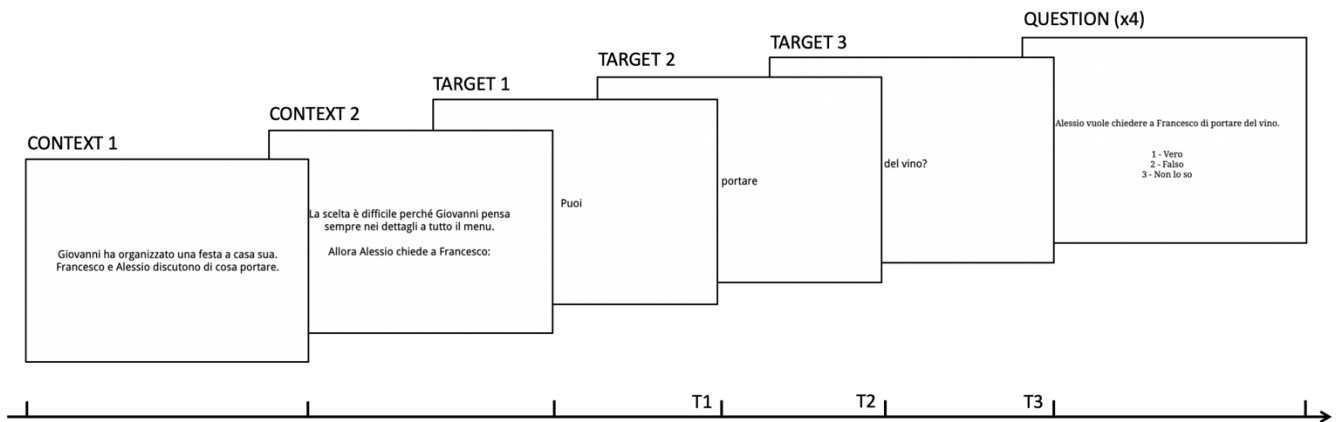 QUESTION (x4)
TARGET 3
TARGET 2
TARGET 1
CONTEXT 2
CONTEXT 1
Giovanni ha organizzato una festa a casa sua.
Francesco e Alessio discutono di cosa portare.
La scelta è difficile perché Giovanni pensa
sempre nei dettagli a tutto il menu.
Allora Alessio chiede a Francesco:
Puoi
portare
del vino?
Alessio vuole chiedere a Francesco di portare del vino.
1 - Vero
2 - Falso
3 - Non lo so
T1
T2
T3